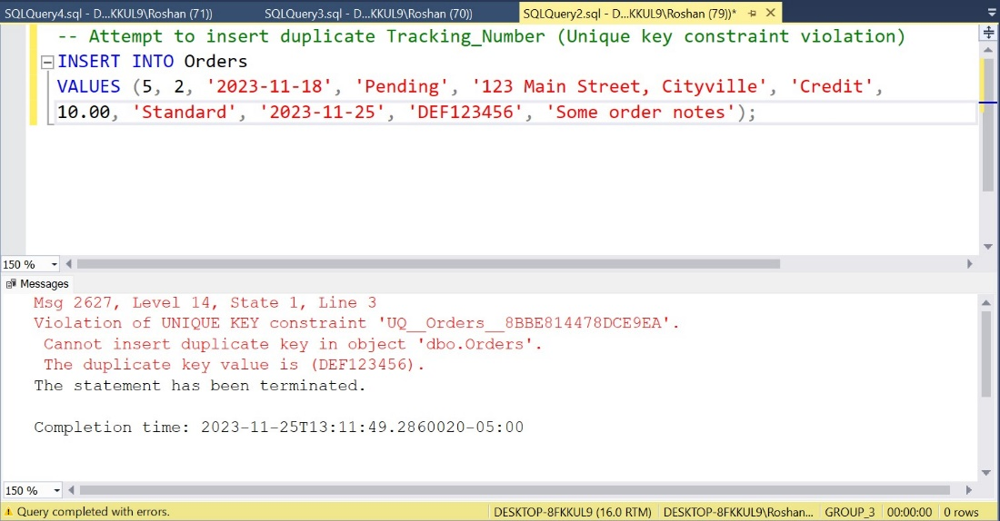 SQLQuery4.sql - D...KKUL9\Roshan (71)) SQLQuery3.sql - D...KKUL9\Roshan (70)) SQLQuery2.sql - D...KKUL9\Roshan (79))*
-- Attempt to insert duplicate Tracking_Number (Unique key constraint violation)
INSERT INTO Orders
VALUES (5, 2, '2023-11-18', 'Pending', '123 Main Street, Cityville', 'Credit',
10.00, 'Standard', '2023-11-25', 'DEF123456', 'Some order notes');
150 %
Messages
Msg 2627, Level 14, State 1, Line 3
Violation of UNIQUE KEY constraint 'UQ__Orders__8BBE814478DCE9EA'.
Cannot insert duplicate key in object 'dbo.Orders'.
The duplicate key value is (DEF123456).
The statement has been terminated.
Completion time: 2023-11-25T13:11:49.2860020-05:00
150 %
Query completed with errors. DESKTOP-8FKKUL9 (16.0 RTM) DESKTOP-8FKKUL9\Roshan... GROUP_3 00:00:00 0 rows